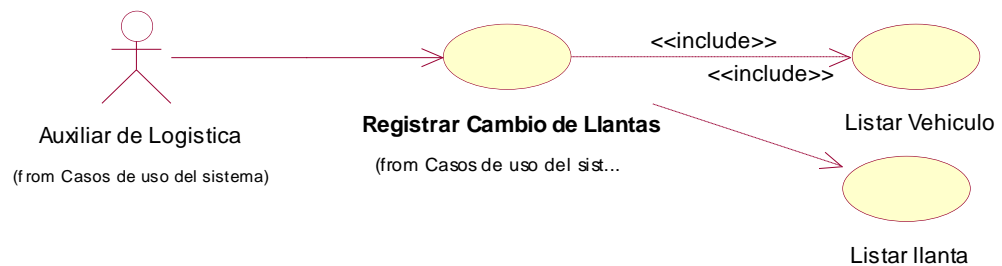 <<include>>
<<include>>
Auxiliar de Logistica
(from Casos de uso del sistema)
Registrar Cambio de Llantas
(from Casos de uso del sist...
Listar Vehiculo
Listar llanta